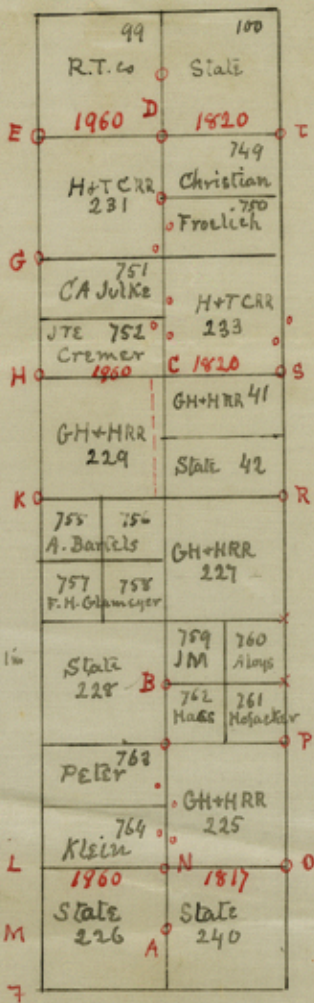 99 100
R.T. Co State
E 1960 D 1820 T
749
H+TCRR Christian
231 750
Froelich
G 751
CA Julke H+TCRR
JTE 752 233
Cremer
H 1960 C 1820 S
GH+HRR 41
GH+HRR
229 State 42
K R
755 756
A. Bartels GH+HRR
757 758 227
F.H. Glameyer
759 760
State JM Aloys
228 B 762 761
Hass Hofacker
P
763
Peter
GH+HRR
764 225
Klein
L 1860 N 1817 O
State State
M 226 A 240
7